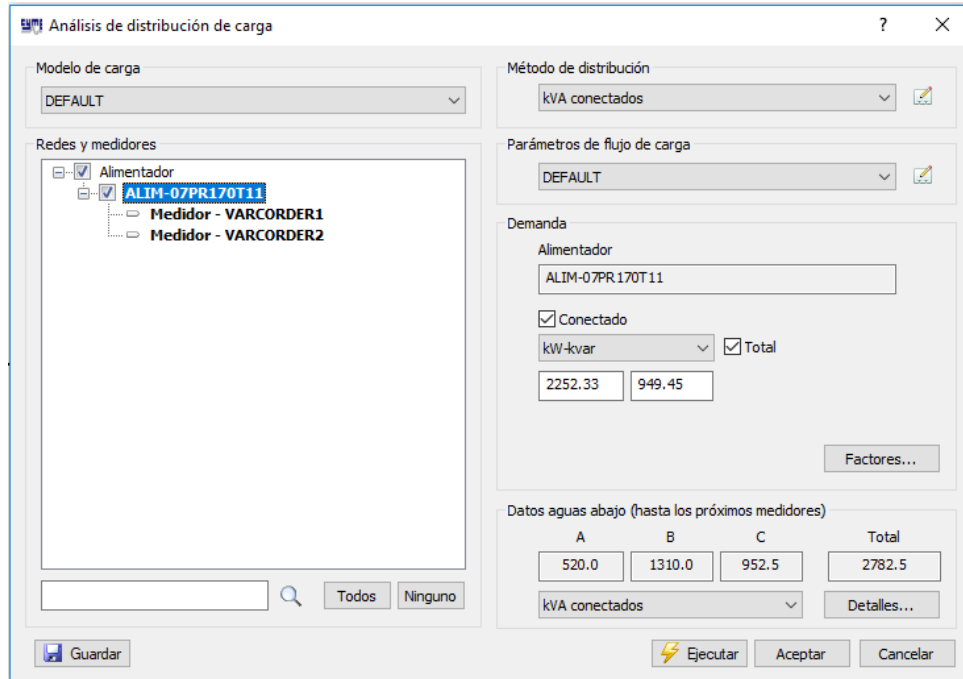 CYME Análisis de distribución de carga ? X
Modelo de carga
DEFAULT
Redes y medidores
Alimentador
ALIM-07PR170T11
Medidor - VARCORDER1
Medidor - VARCORDER2
Todos Ninguno
Guardar
Método de distribución
kVA conectados
Parámetros de flujo de carga
DEFAULT
Demanda
Alimentador
ALIM-07PR170T11
Conectado
kW-kvar Total
2252.33 949.45
Factores...
Datos aguas abajo (hasta los próximos medidores)
A B C Total
520.0 1310.0 952.5 2782.5
kVA conectados Detalles...
Ejecutar Aceptar Cancelar